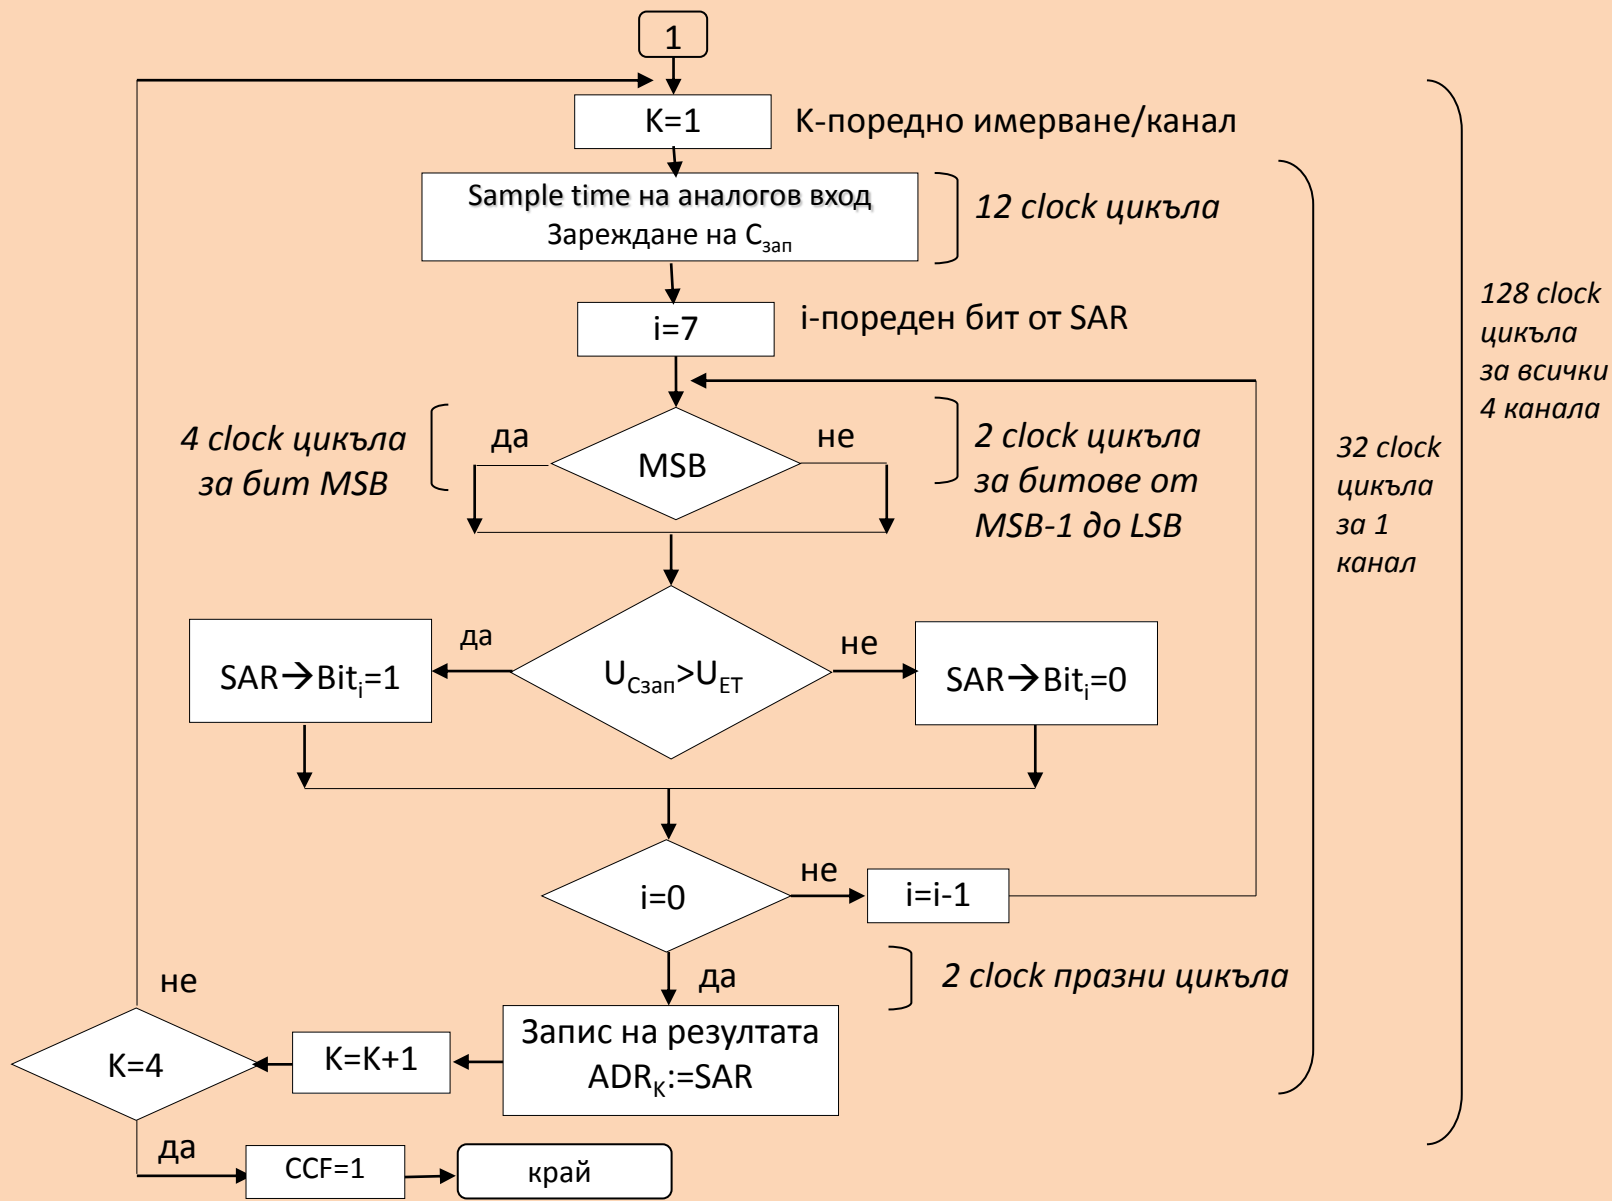 1
K=1
K-поредно имерване/канал
Sample time на аналогов вход
Зареждане на Cзап
12 clock цикъла
i=7
i-пореден бит от SAR
128 clock
цикъла
за всички
4 канала
4 clock цикъла
за бит MSB
да
MSB
не
2 clock цикъла
за битове от
MSB-1 до LSB
32 clock
цикъла
за 1
канал
SAR→Bitᵢ=1
да
UCзап>UET
не
SAR→Bitᵢ=0
i=0
не
i=i-1
да
2 clock празни цикъла
не
K=4
K=K+1
Запис на резултата
ADRK:=SAR
да
CCF=1
край